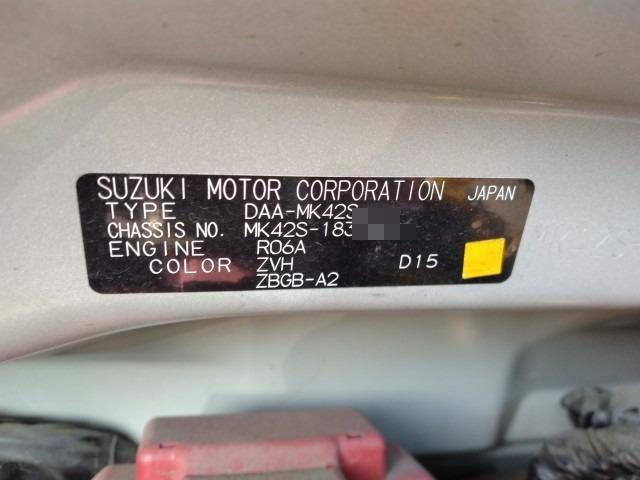 SUZUKI MOTOR CORPORATION JAPAN
TYPE DAA-MK42S
CHASSIS NO. MK42S-183
ENGINE R06A
COLOR ZVH D15
ZBGB-A2